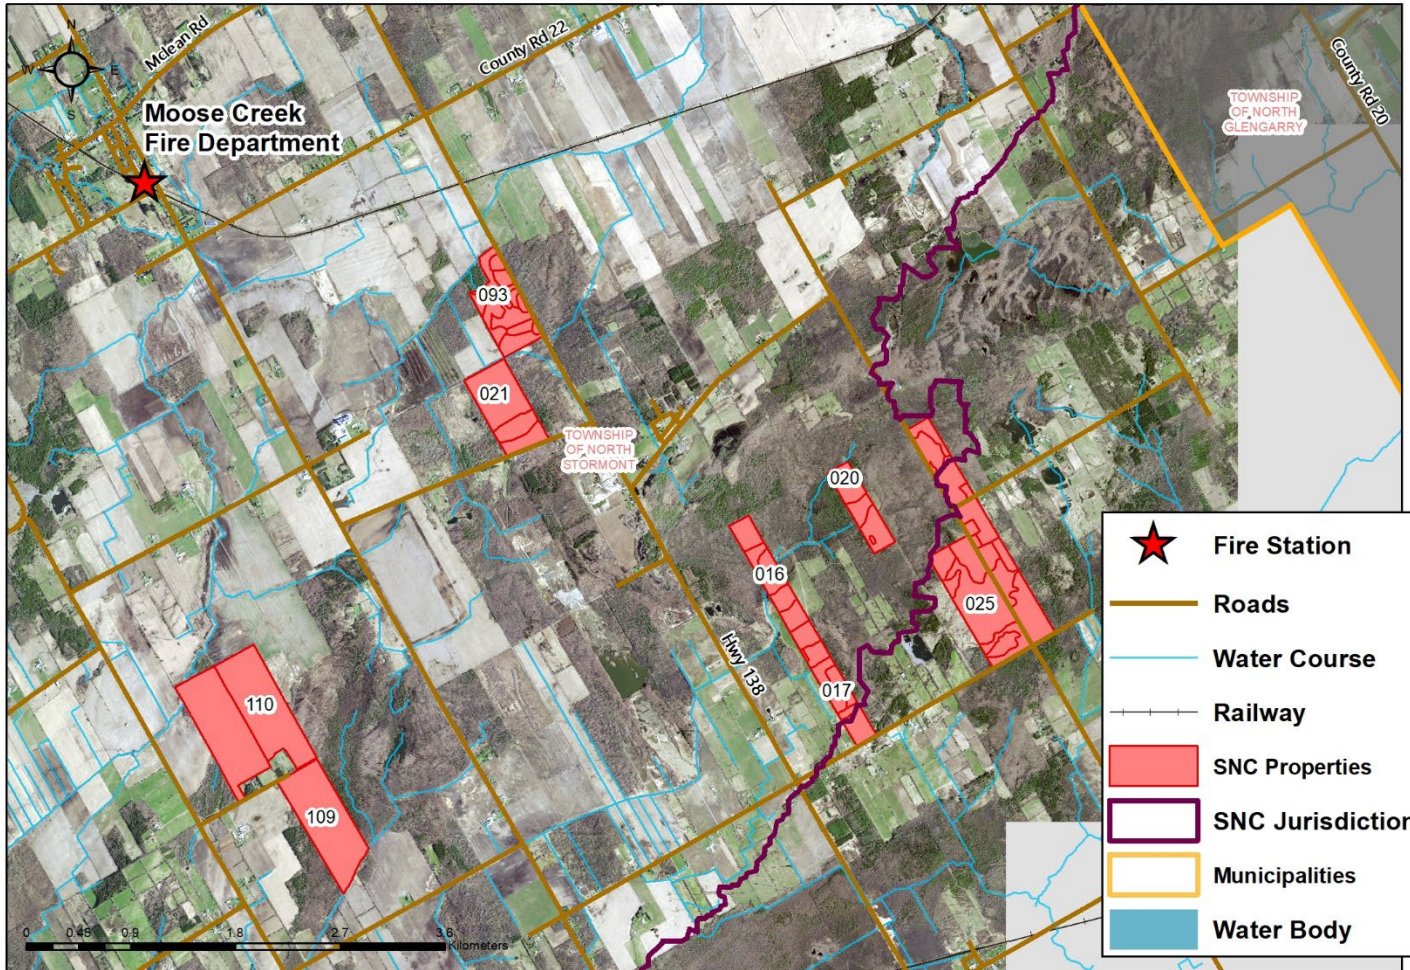 N
W
E
S
Mclean Rd
County Rd 22
County Rd 20
Moose Creek
Fire Department
TOWNSHIP
OF NORTH
GLENGARRY
093
021
TOWNSHIP
OF NORTH
STORMONT
020
016
025
Hwy 138
017
110
109
Fire Station
Roads
Water Course
Railway
SNC Properties
SNC Jurisdiction
Municipalities
Water Body
0 0.45 0.9 1.8 2.7 3.6
Kilometers